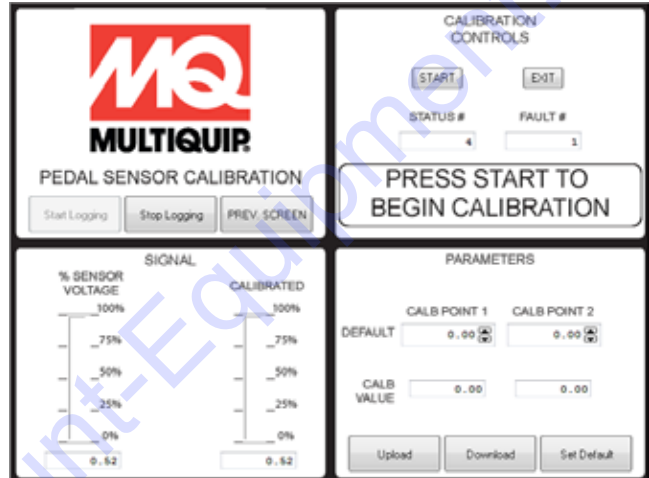 MQ
MULTIQUIP®
PEDAL SENSOR CALIBRATION
Start Logging Stop Logging PREV. SCREEN
CALIBRATION
CONTROLS
START EXIT
STATUS # FAULT #
4 1
PRESS START TO
BEGIN CALIBRATION
SIGNAL
% SENSOR
VOLTAGE
CALIBRATED
100% 100%
75% 75%
50% 50%
25% 25%
0% 0%
0.52 0.52
PARAMETERS
CALB POINT 1 CALB POINT 2
DEFAULT 0.00 0.00
CALB
VALUE
0.00 0.00
Upload Download Set Default